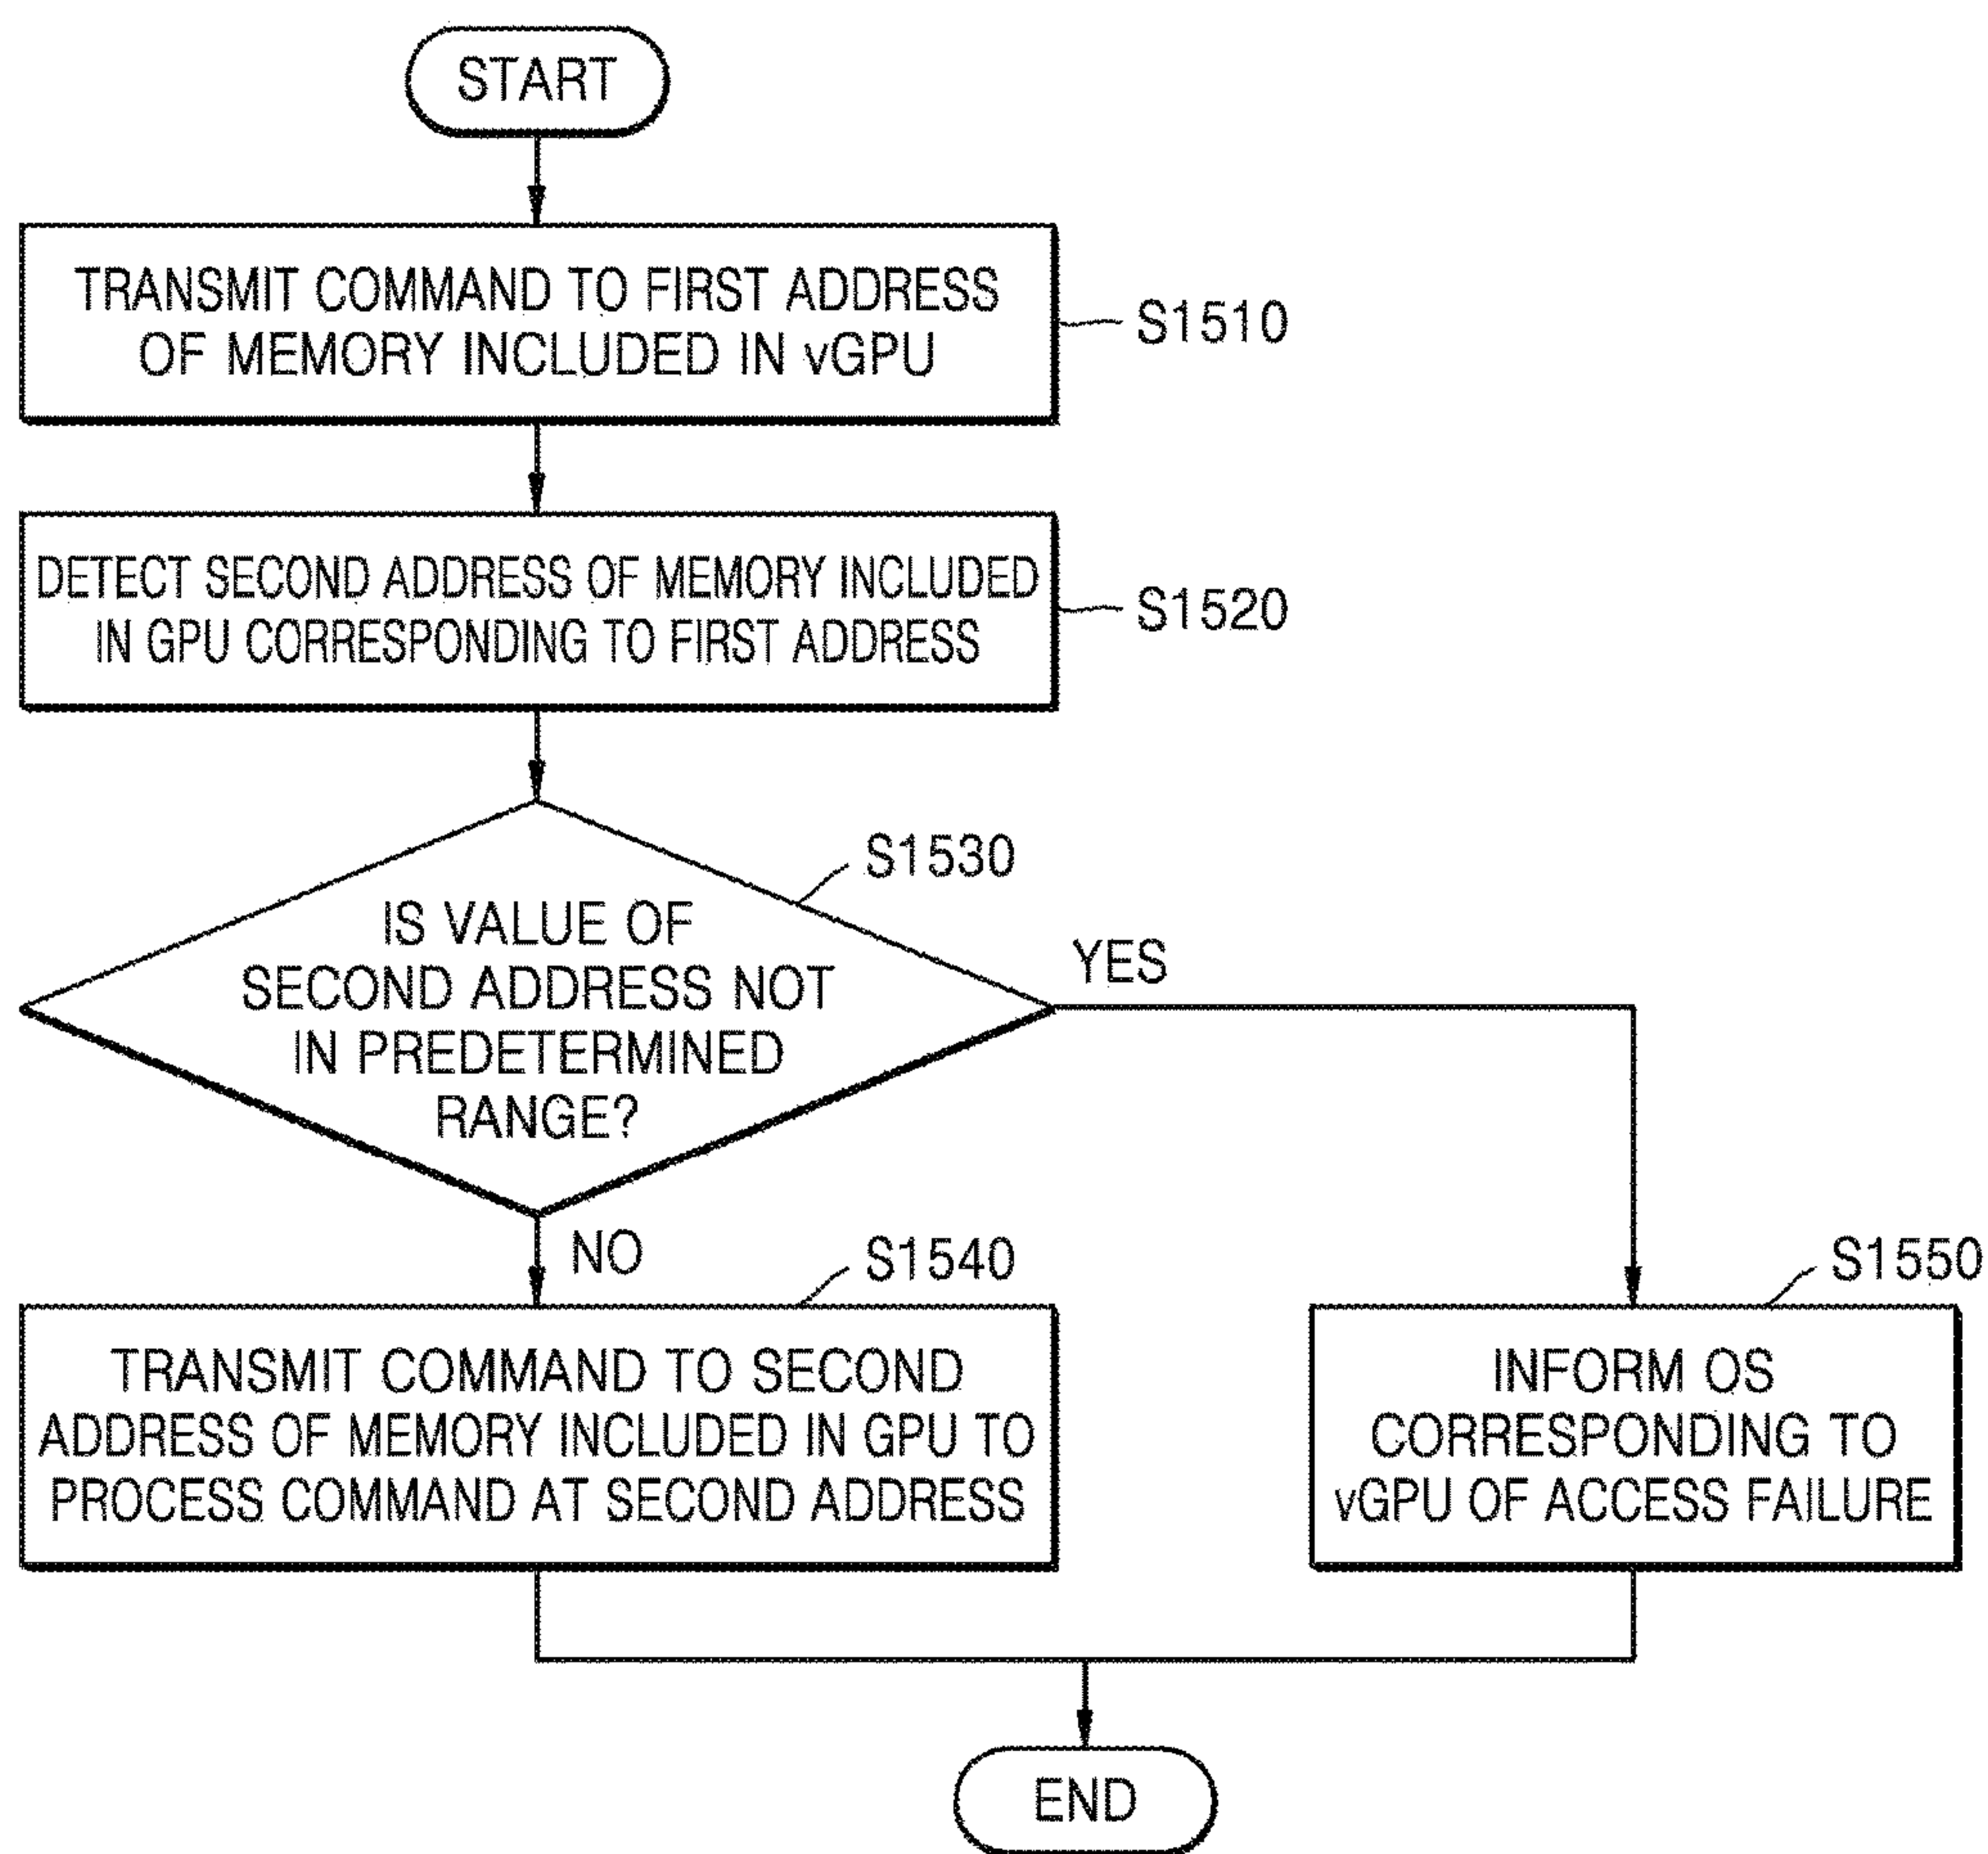 START
TRANSMIT COMMAND TO FIRST ADDRESS
OF MEMORY INCLUDED IN vGPU
S1510
DETECT SECOND ADDRESS OF MEMORY INCLUDED
IN GPU CORRESPONDING TO FIRST ADDRESS
S1520
S1530
IS VALUE OF
SECOND ADDRESS NOT
IN PREDETERMINED
RANGE?
YES
NO
S1540
S1550
TRANSMIT COMMAND TO SECOND
ADDRESS OF MEMORY INCLUDED IN GPU TO
PROCESS COMMAND AT SECOND ADDRESS
INFORM OS
CORRESPONDING TO
vGPU OF ACCESS FAILURE
END